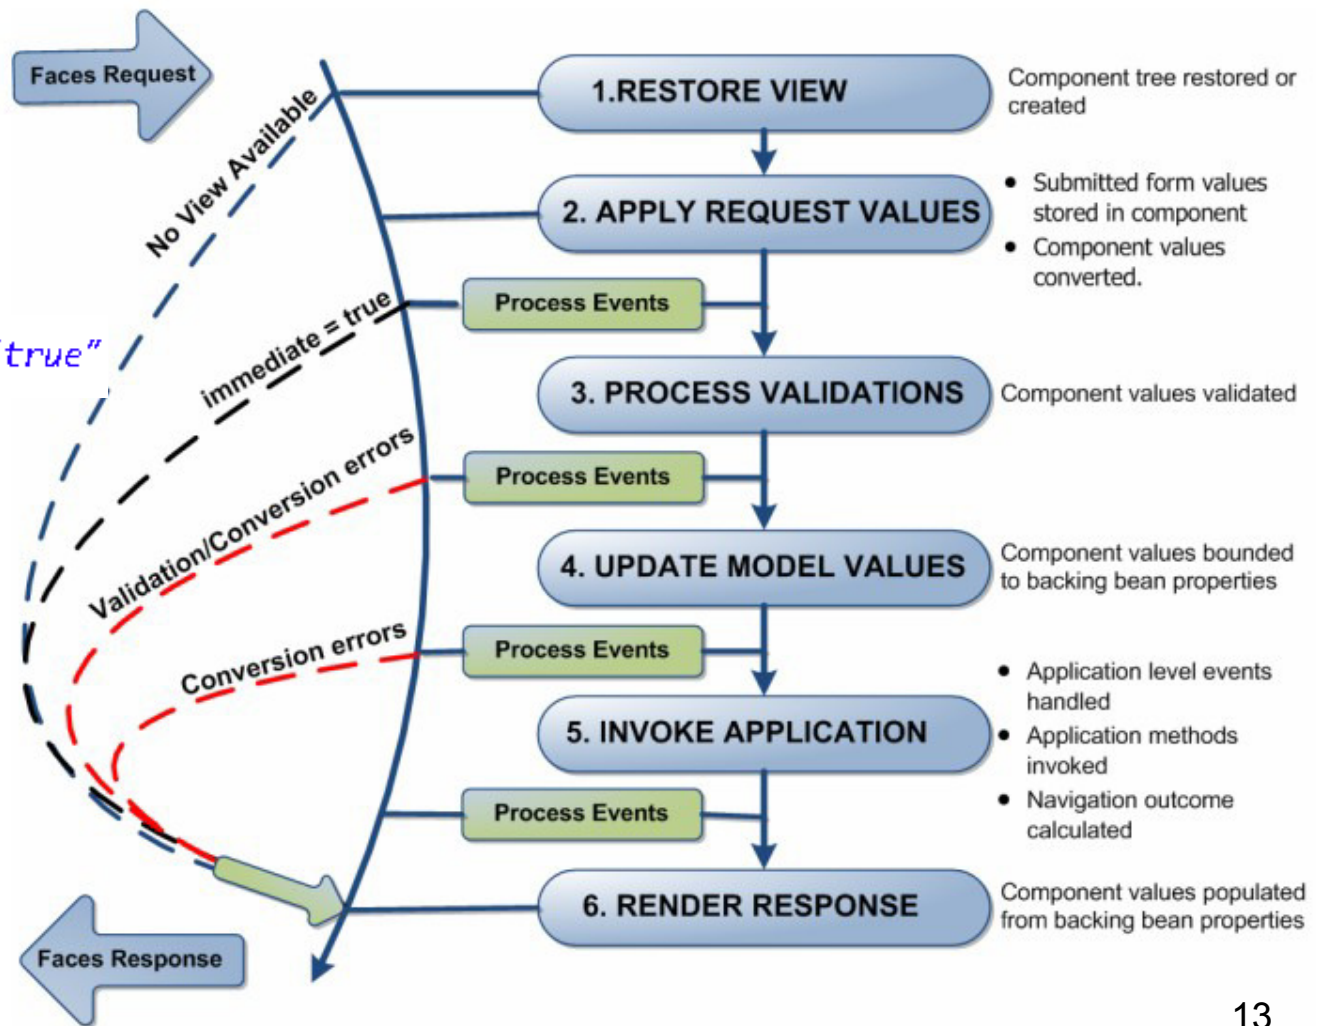 Faces Request
No View Available
1.RESTORE VIEW
Component tree restored or
created
2. APPLY REQUEST VALUES
• Submitted form values
stored in component
• Component values
converted.
Process Events
immediate = true
true"
3. PROCESS VALIDATIONS
Component values validated
Process Events
Validation/Conversion errors
4. UPDATE MODEL VALUES
Component values bounded
to backing bean properties
Process Events
Conversion errors
5. INVOKE APPLICATION
• Application level events
handled
• Application methods
invoked
• Navigation outcome
calculated
Process Events
6. RENDER RESPONSE
Component values populated
from backing bean properties
Faces Response
13